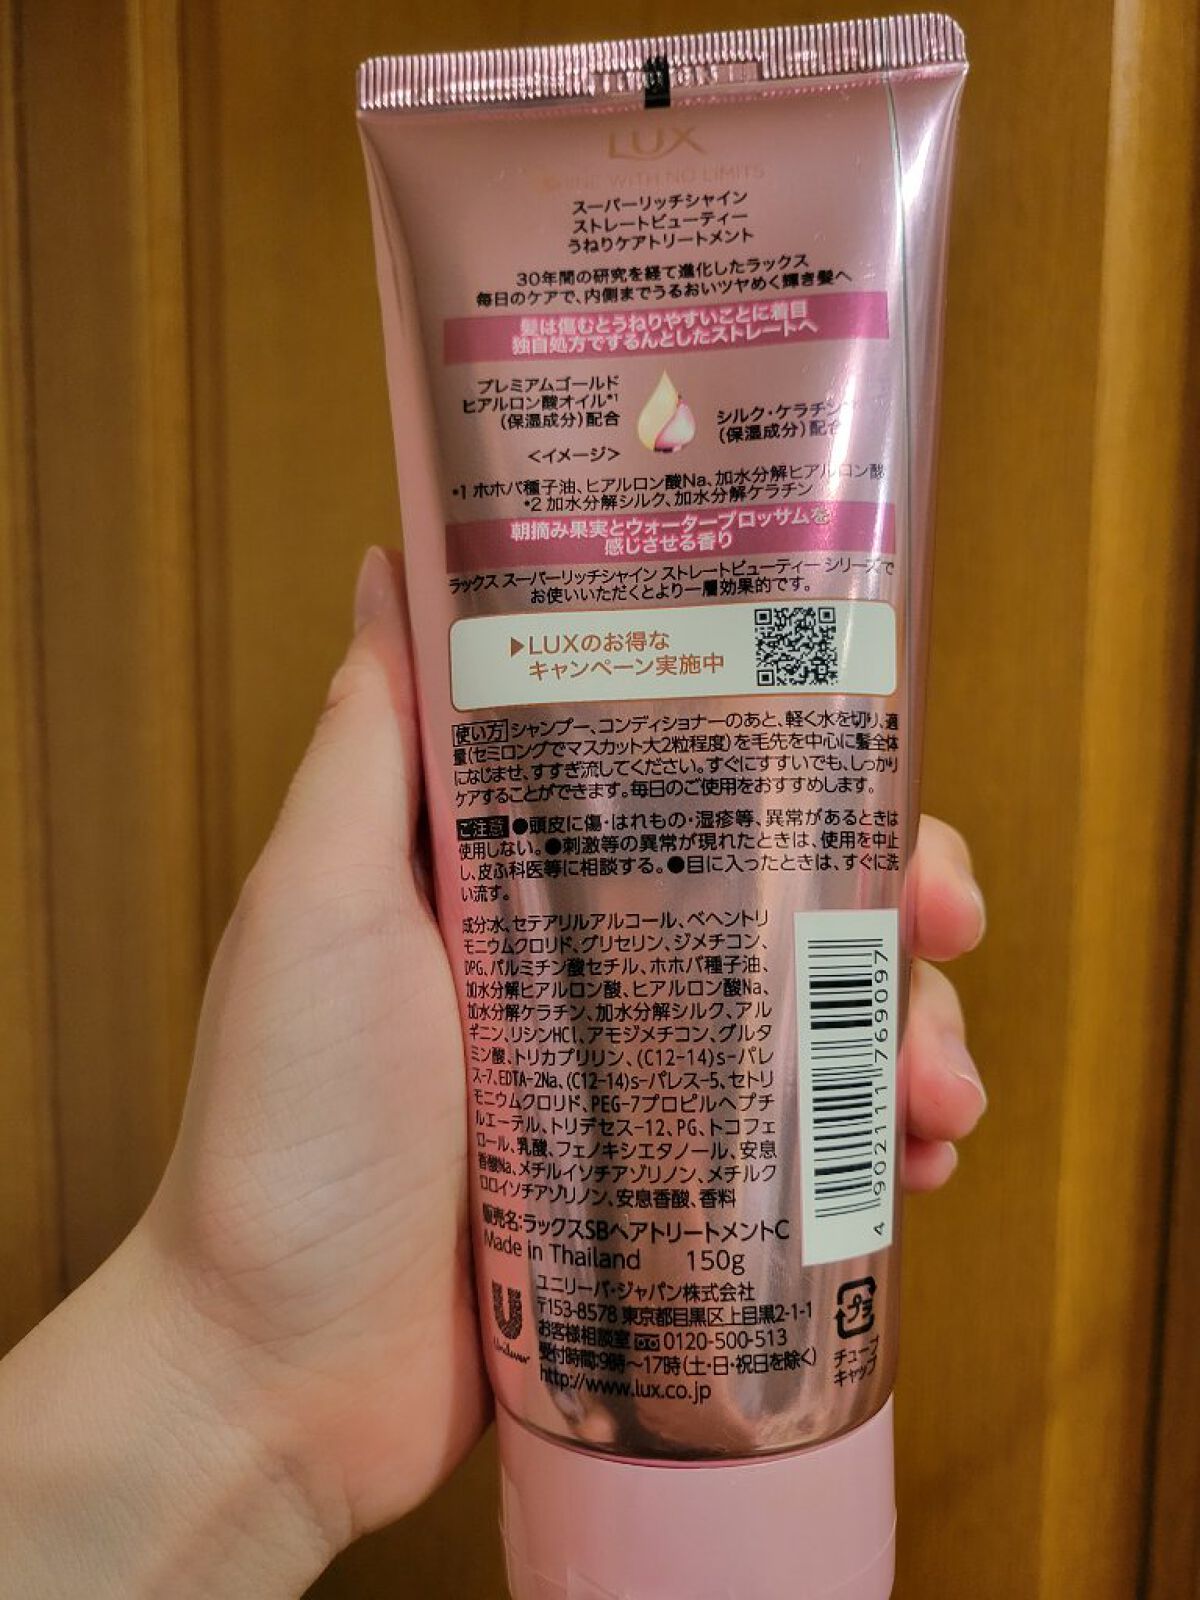 LUX
SHINE WITH NO LIMITS
スーパーリッチシャイン
ストレートビューティー
うねりケアトリートメント
30年間の研究を経て進化したラックス
毎日のケアで、内側までうるおいツヤめく輝き髪へ
髪は傷むとうねりやすいことに着目
独自処方でするんとしたストレートへ
プレミアムゴールド
ヒアルロン酸オイル*1
(保湿成分)配合
シルク・ケラチン
(保湿成分)配合
<イメージ>
*1 ホホバ種子油、ヒアルロン酸Na、加水分解ヒアルロン酸
*2 加水分解シルク、加水分解ケラチン
朝摘み果実とウォーターブロッサムを
感じさせる香り
ラックス スーパーリッチシャイン ストレートビューティー シリーズで
お使いいただくとより一層効果的です。
▶LUXのお得な
キャンペーン実施中
使い方 シャンプー、コンディショナーのあと、軽く水を切り、適
量(セミロングでマスカット大2粒程度)を毛先を中心に髪全体
になじませ、すすぎ流してください。すぐにすすいでも、しっかり
ケアすることができます。毎日のご使用をおすすめします。
ご注意 ●頭皮に傷・はれもの・湿疹等、異常があるときは
使用しない。●刺激等の異常が現れたときは、使用を中止
し、皮ふ科医等に相談する。●目に入ったときは、すぐに洗
い流す。
成分:水、セテアリルアルコール、ベヘントリ
モニウムクロリド、グリセリン、ジメチコン、
DPG、パルミチン酸セチル、ホホバ種子油、
加水分解ヒアルロン酸、ヒアルロン酸Na、
加水分解ケラチン、加水分解シルク、アル
ギニン、リシンHCl、アモジメチコン、グルタ
ミン酸、トリカプリリン、(C12-14)s-パレ
ス-7、EDTA-2Na、(C12-14)s-パレス-5、セトリ
モニウムクロリド、PEG-7プロピルヘプチ
ルエーテル、トリデセス-12、PG、トコフェ
ロール、乳酸、フェノキシエタノール、安息
香酸Na、メチルイソチアゾリノン、メチルク
ロロイソチアゾリノン、安息香酸、香料
4 902111 769097
販売名:ラックスSBヘアトリートメントC
Made in Thailand 150g
Unilever
ユニリーバ・ジャパン株式会社
〒153-8578 東京都目黒区上目黒2-1-1
お客様相談室 0120-500-513
受付時間:9時〜17時(土・日・祝日を除く)
http://www.lux.co.jp
プラ
チューブ
キャップ